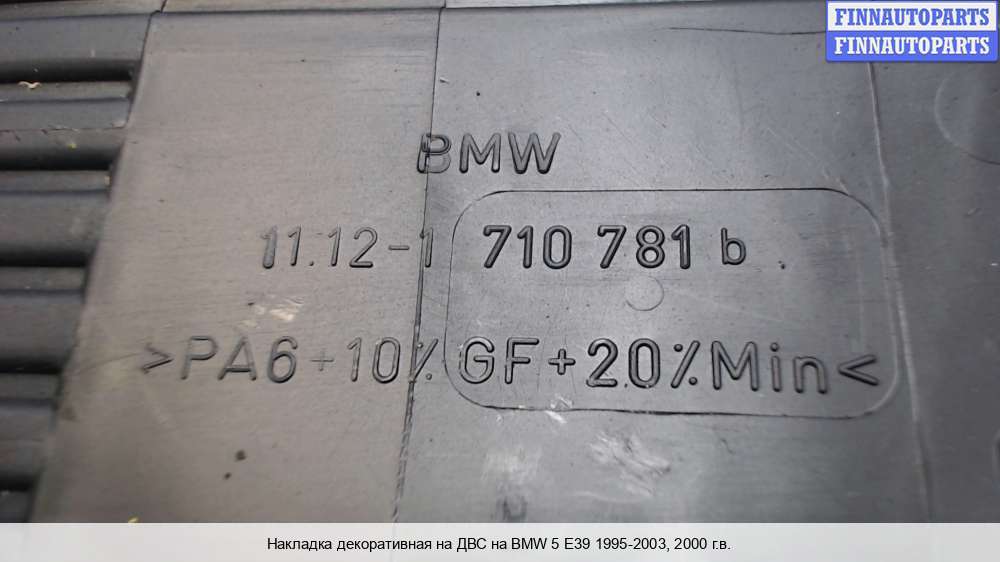 FINNAUTOPARTS
FINNAUTOPARTS
BMW
11.12-1 710 781 b
>PA6+10% GF+20%Min<
Накладка декоративная на ДВС на BMW 5 E39 1995-2003, 2000 г.в.